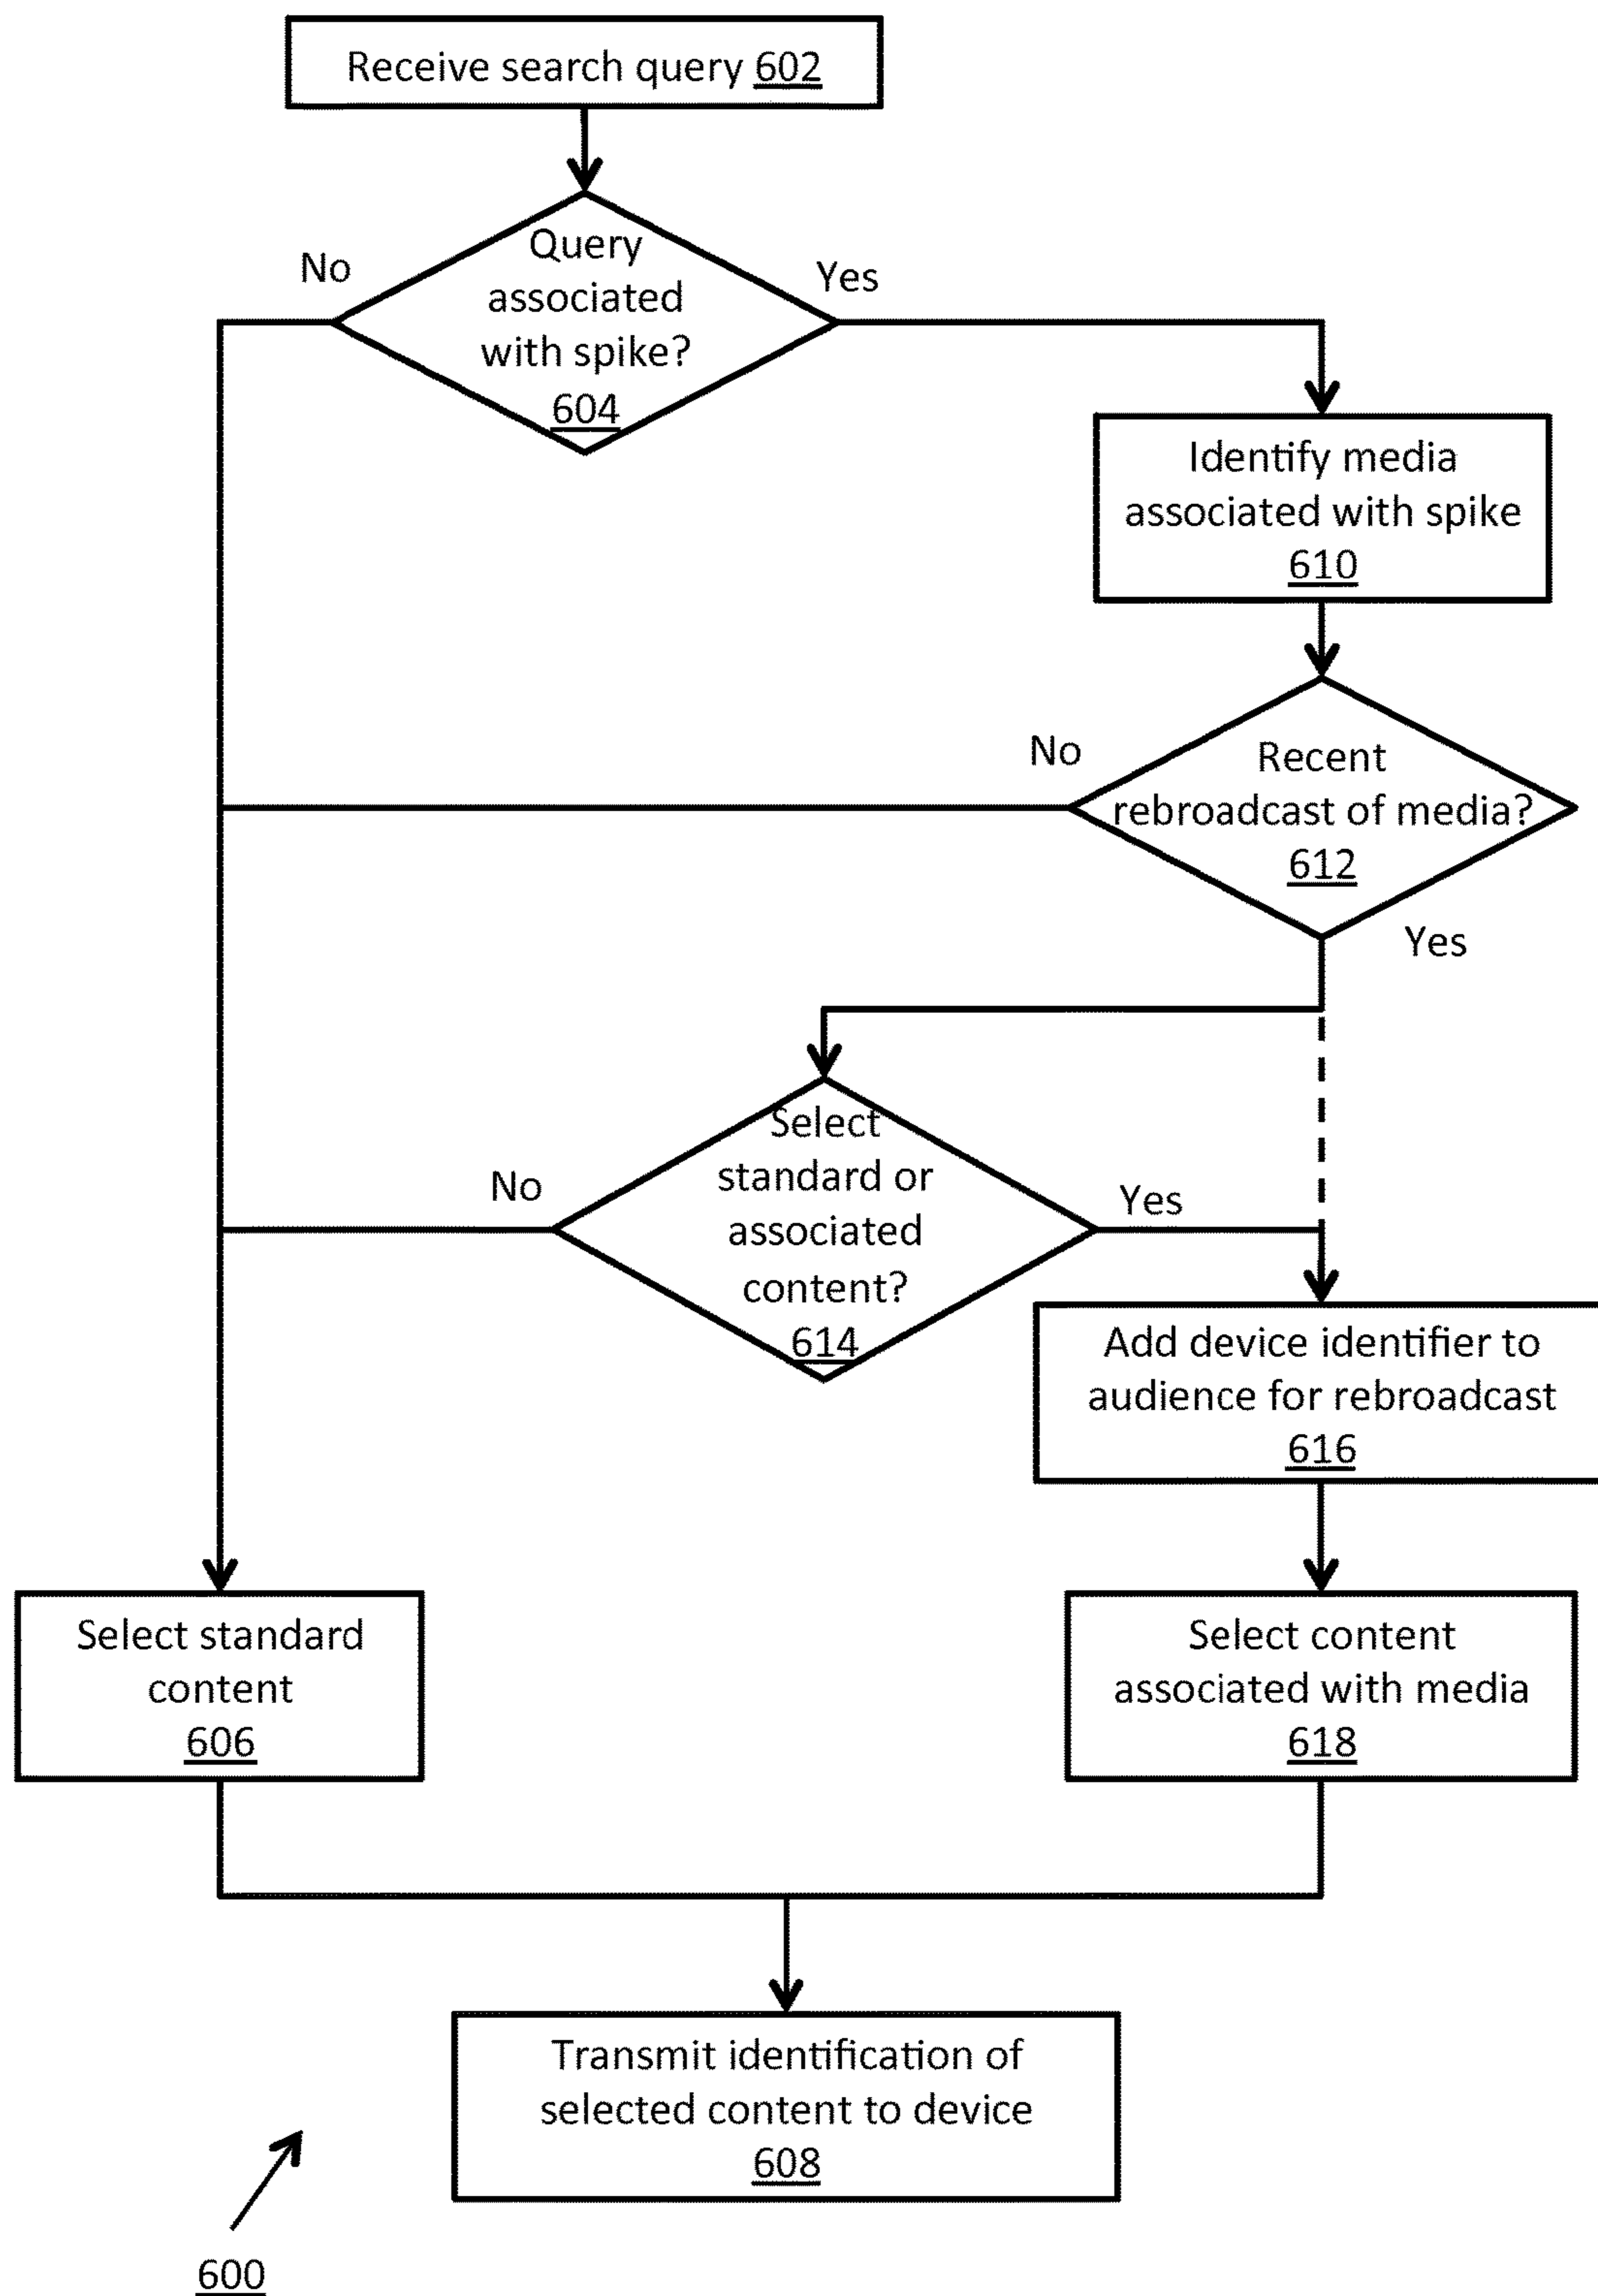 Receive search query 602
No
Query
associated
with spike?
604
Yes
Identify media
associated with spike
610
No
Recent
rebroadcast of media?
612
Yes
No
Select
standard or
associated
content?
614
Yes
Add device identifier to
audience for rebroadcast
616
Select standard
content
606
Select content
associated with media
618
Transmit identification of
selected content to device
608
600